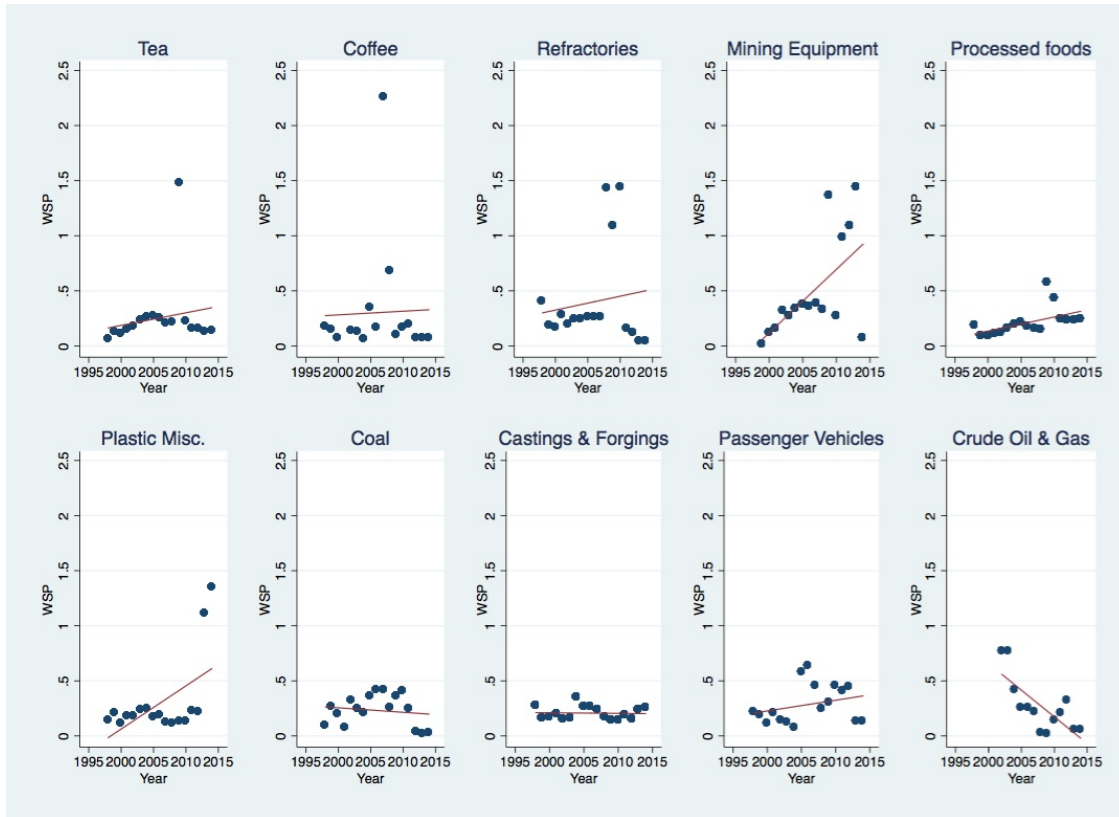 Tea Coffee Refractories Mining Equipment Processed foods
2.5 2.5 2.5 2.5 2.5
2 2 2 2 2
1.5 1.5 1.5 1.5 1.5
WSP WSP WSP WSP WSP
1 1 1 1 1
.5 .5 .5 .5 .5
0 0 0 0 0
1995 2000 2005 2010 2015 1995 2000 2005 2010 2015 1995 2000 2005 2010 2015 1995 2000 2005 2010 2015 1995 2000 2005 2010 2015
Year Year Year Year Year
Plastic Misc. Coal Castings & Forgings Passenger Vehicles Crude Oil & Gas
2.5 2.5 2.5 2.5 2.5
2 2 2 2 2
1.5 1.5 1.5 1.5 1.5
WSP WSP WSP WSP WSP
1 1 1 1 1
.5 .5 .5 .5 .5
0 0 0 0 0
1995 2000 2005 2010 2015 1995 2000 2005 2010 2015 1995 2000 2005 2010 2015 1995 2000 2005 2010 2015 1995 2000 2005 2010 2015
Year Year Year Year Year